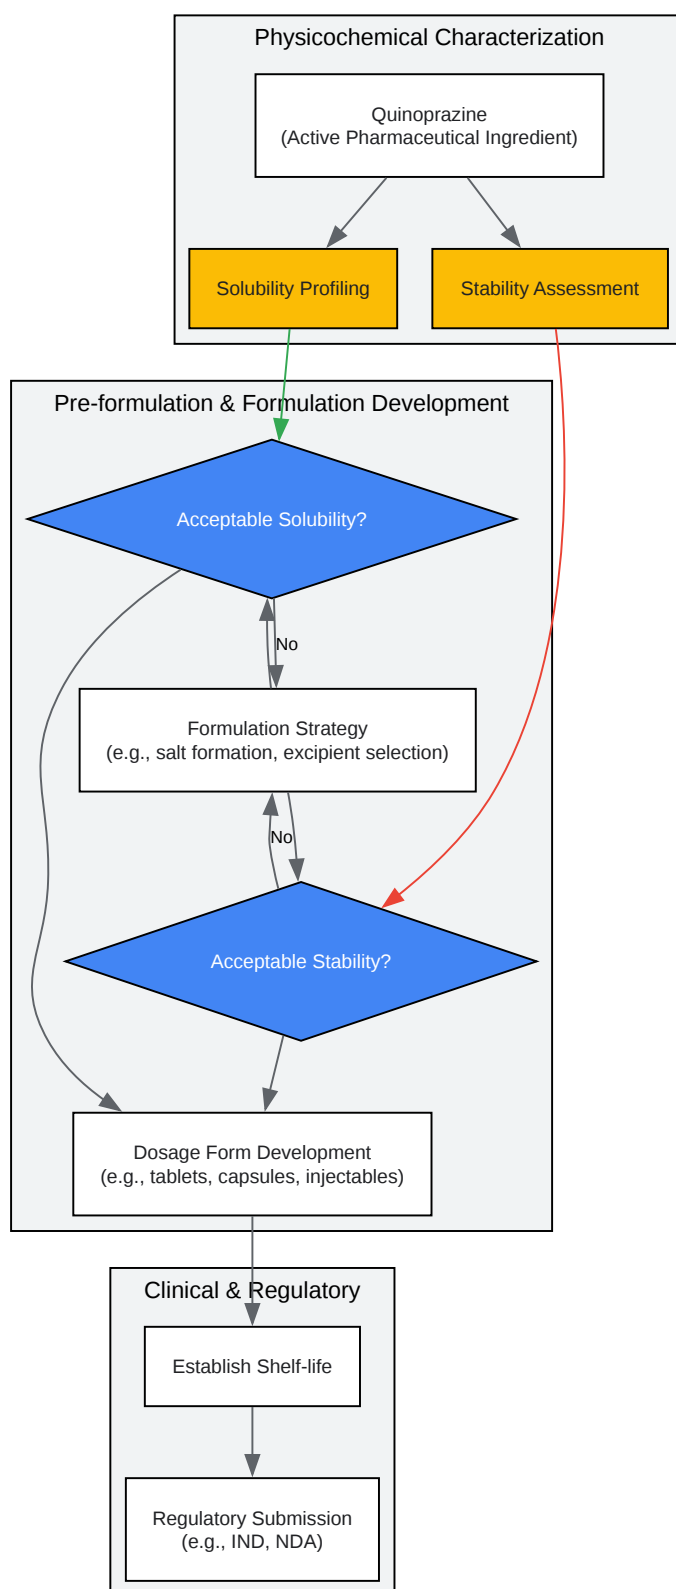 Physicochemical Characterization
Quinoprazine
(Active Pharmaceutical Ingredient)
Solubility Profiling
Stability Assessment
Pre-formulation & Formulation Development
Acceptable Solubility?
No
Formulation Strategy
(e.g., salt formation, excipient selection)
No
Acceptable Stability?
Dosage Form Development
(e.g., tablets, capsules, injectables)
Clinical & Regulatory
Establish Shelf-life
Regulatory Submission
(e.g., IND, NDA)